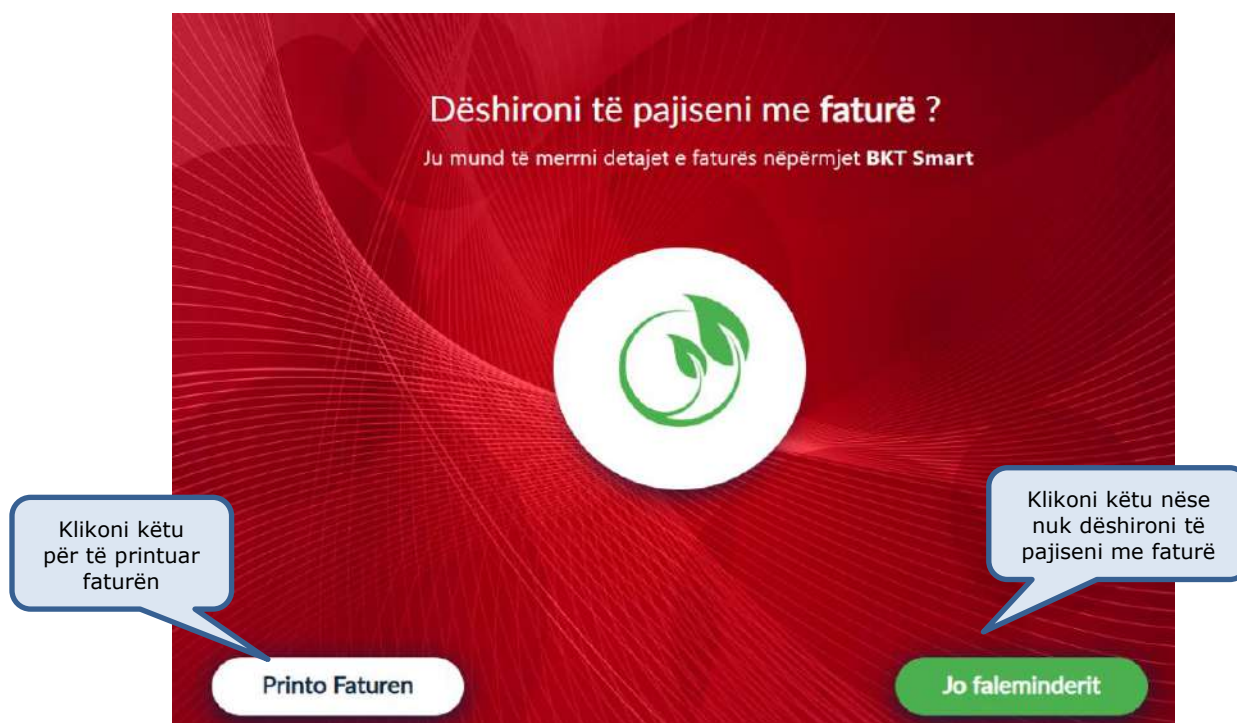 Dëshironi të pajiseni me faturë ?
Ju mund të merrni detajet e faturës nëpërmjet BKT Smart
Klikoni këtu
për të printuar
faturën
Klikoni këtu nëse
nuk dëshironi të
pajiseni me faturë
Printo Faturen
Jo faleminderit